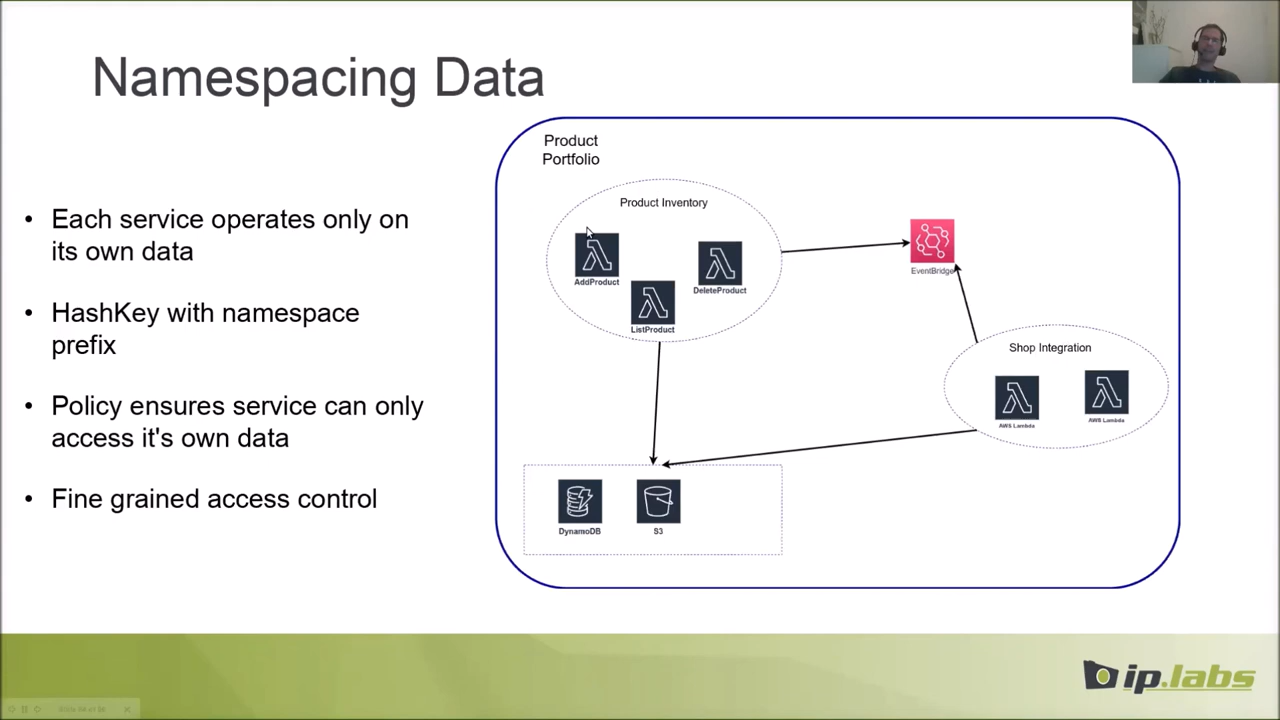 Namespacing Data
• Each service operates only on
its own data
• HashKey with namespace
prefix
• Policy ensures service can only
access it's own data
• Fine grained access control
Product
Portfolio
Product Inventory
AddProduct
DeleteProduct
ListProduct
EventBridge
Shop Integration
AWS Lambda
AWS Lambda
DynamoDB
S3
ip.labs